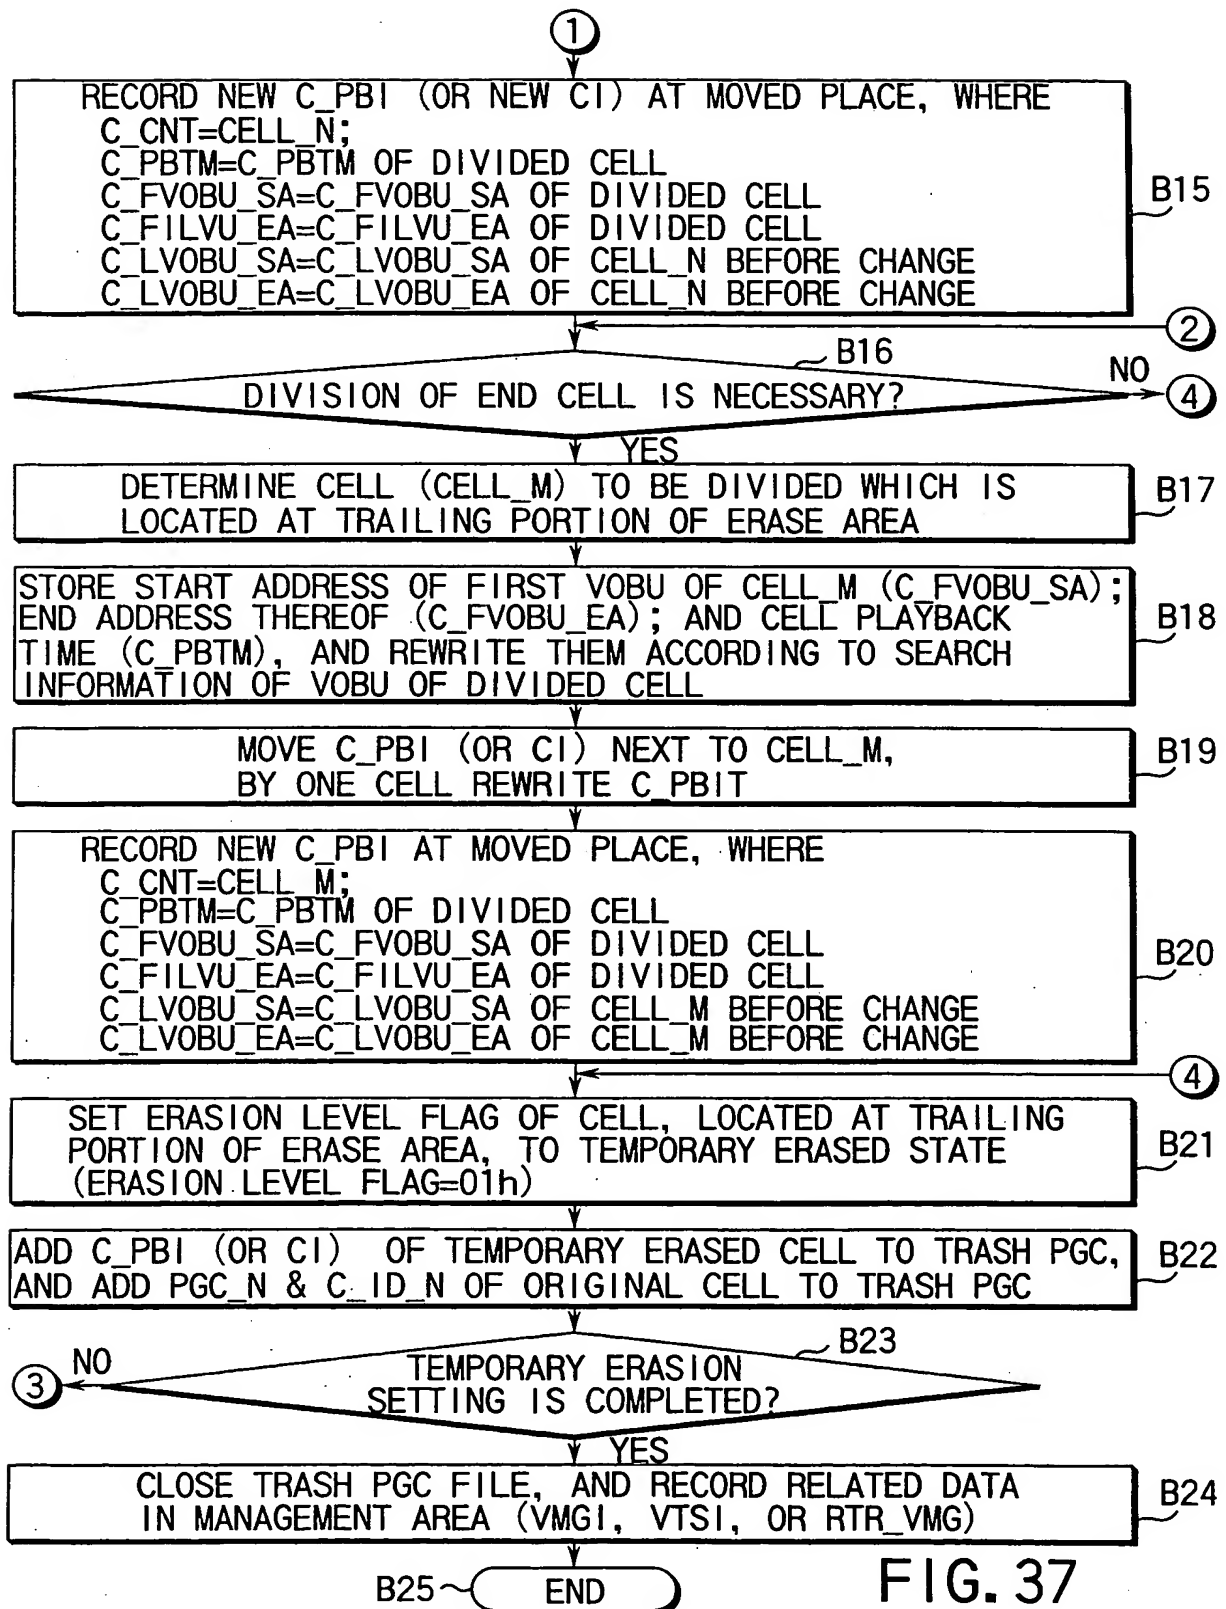 1
RECORD NEW C_PBI (OR NEW CI) AT MOVED PLACE, WHERE
C_CNT=CELL_N;
C_PBTM=C_PBTM OF DIVIDED CELL
C_FVOBU_SA=C_FVOBU_SA OF DIVIDED CELL
C_FILVU_EA=C_FILVU_EA OF DIVIDED CELL
C_LVOBU_SA=C_LVOBU_SA OF CELL_N BEFORE CHANGE
C_LVOBU_EA=C_LVOBU_EA OF CELL_N BEFORE CHANGE
B15
2
B16
DIVISION OF END CELL IS NECESSARY?
NO
4
YES
DETERMINE CELL (CELL_M) TO BE DIVIDED WHICH IS
LOCATED AT TRAILING PORTION OF ERASE AREA
B17
STORE START ADDRESS OF FIRST VOBU OF CELL_M (C_FVOBU_SA);
END ADDRESS THEREOF (C_FVOBU_EA); AND CELL PLAYBACK
TIME (C_PBTM), AND REWRITE THEM ACCORDING TO SEARCH
INFORMATION OF VOBU OF DIVIDED CELL
B18
MOVE C_PBI (OR CI) NEXT TO CELL_M,
BY ONE CELL REWRITE C_PBIT
B19
RECORD NEW C_PBI AT MOVED PLACE, WHERE
C_CNT=CELL_M;
C_PBTM=C_PBTM OF DIVIDED CELL
C_FVOBU_SA=C_FVOBU_SA OF DIVIDED CELL
C_FILVU_EA=C_FILVU_EA OF DIVIDED CELL
C_LVOBU_SA=C_LVOBU_SA OF CELL_M BEFORE CHANGE
C_LVOBU_EA=C_LVOBU_EA OF CELL_M BEFORE CHANGE
B20
4
SET ERASION LEVEL FLAG OF CELL, LOCATED AT TRAILING
PORTION OF ERASE AREA, TO TEMPORARY ERASED STATE
(ERASION LEVEL FLAG=01h)
B21
ADD C_PBI (OR CI) OF TEMPORARY ERASED CELL TO TRASH PGC,
AND ADD PGC_N & C_ID_N OF ORIGINAL CELL TO TRASH PGC
B22
B23
NO
3
TEMPORARY ERASION
SETTING IS COMPLETED?
YES
CLOSE TRASH PGC FILE, AND RECORD RELATED DATA
IN MANAGEMENT AREA (VMGI, VTSI, OR RTR_VMG)
B24
B25
END
FIG. 37